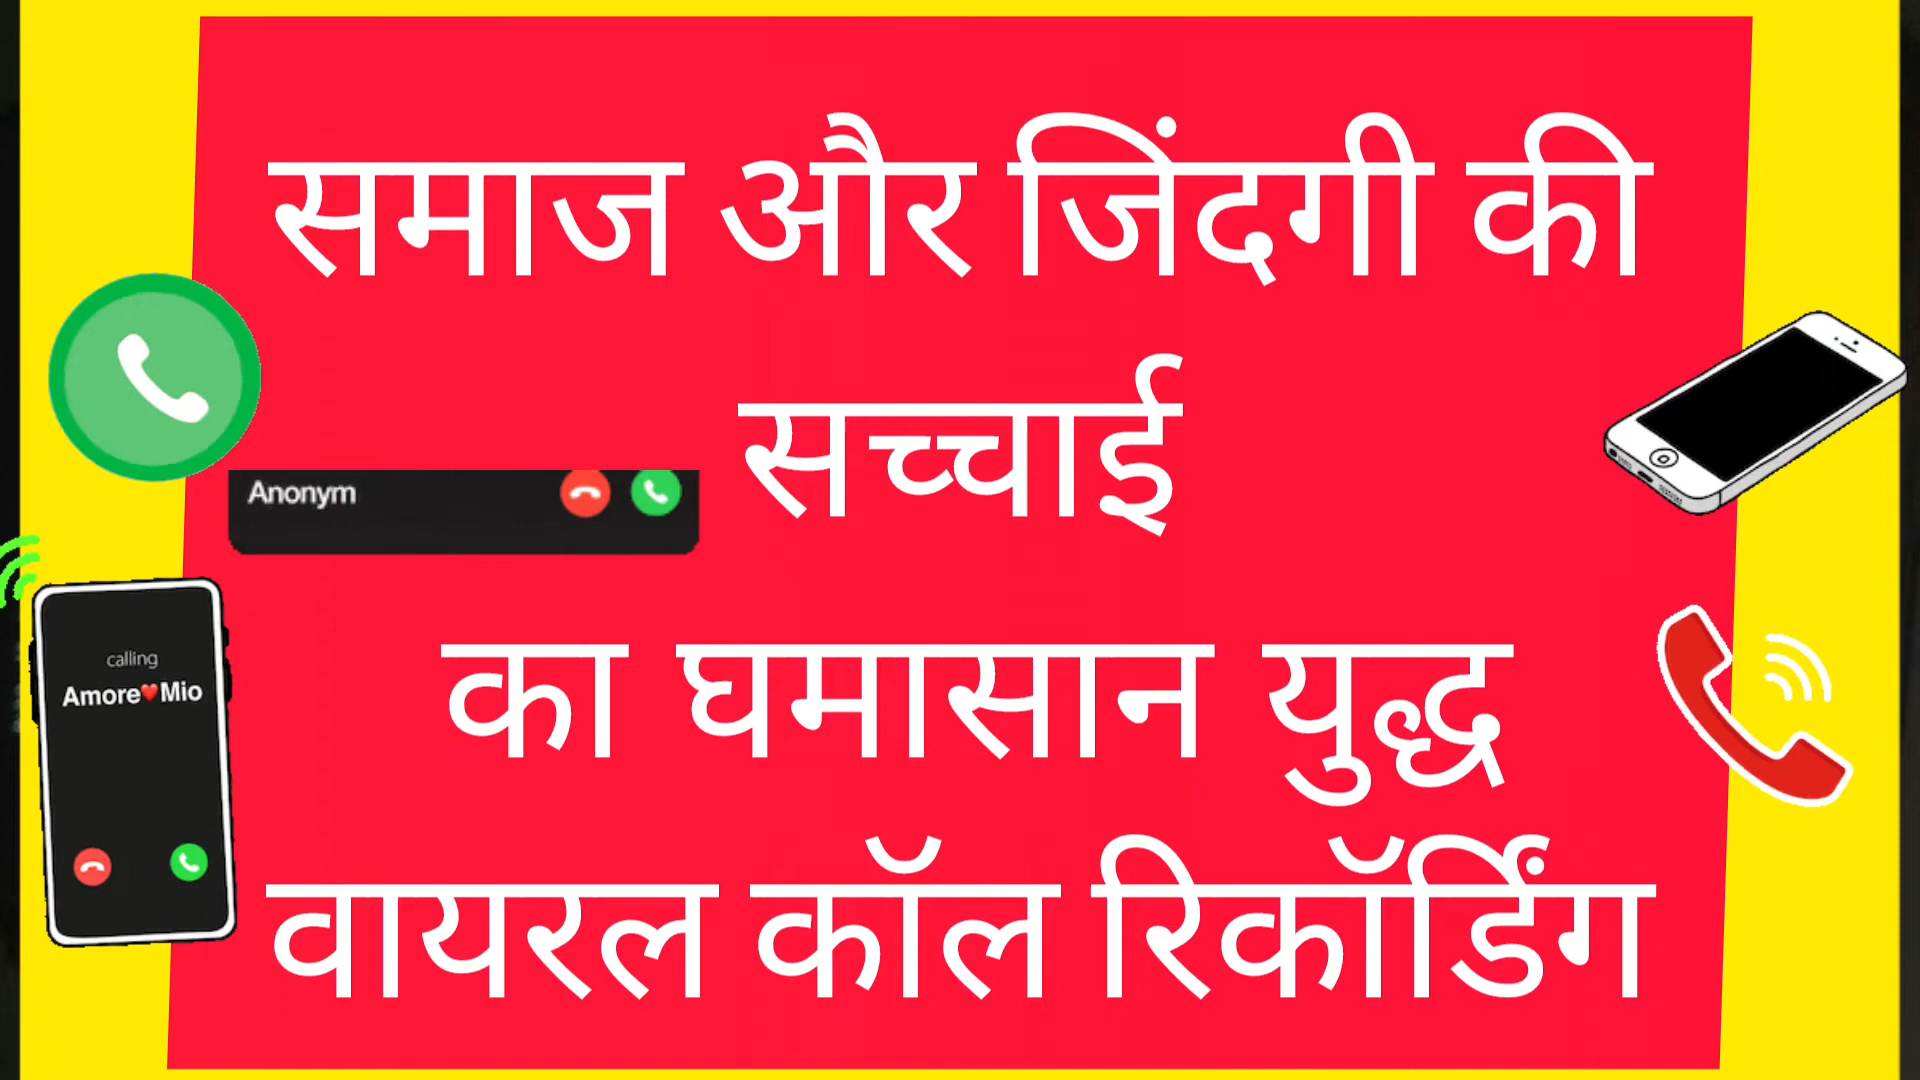 समाज और जिंदगी की
सच्चाई
Anonym
का घमासान युद्ध
calling
Amore❤️Mio
वायरल कॉल रिकॉर्डिंग